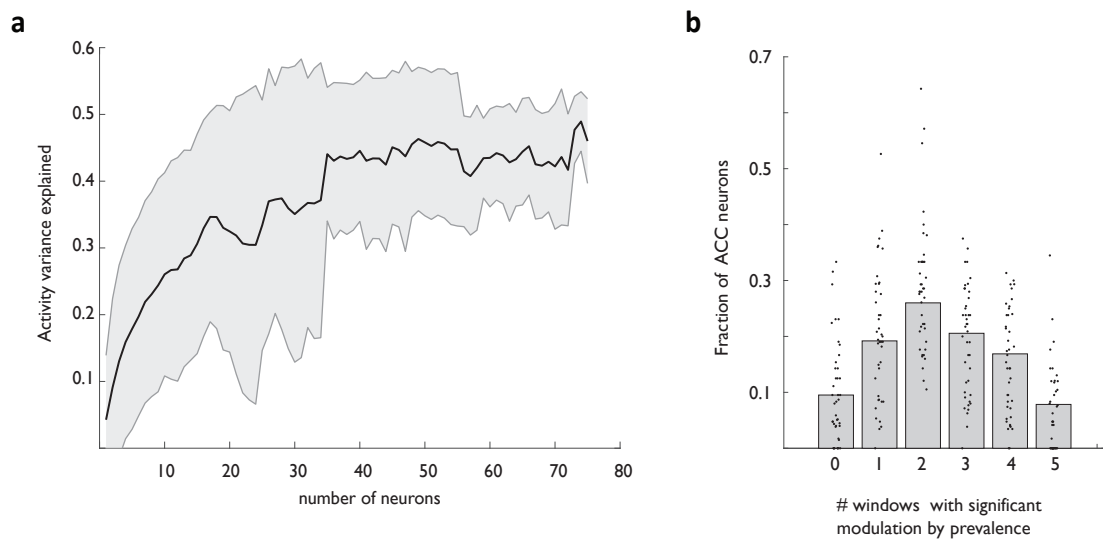 a
Activity variance explained
0.6
0.5
0.4
0.3
0.2
0.1
10 20 30 40 50 60 70 80
number of neurons
b
Fraction of ACC neurons
0.7
0.5
0.3
0.1
0 1 2 3 4 5
# windows with significant
modulation by prevalence